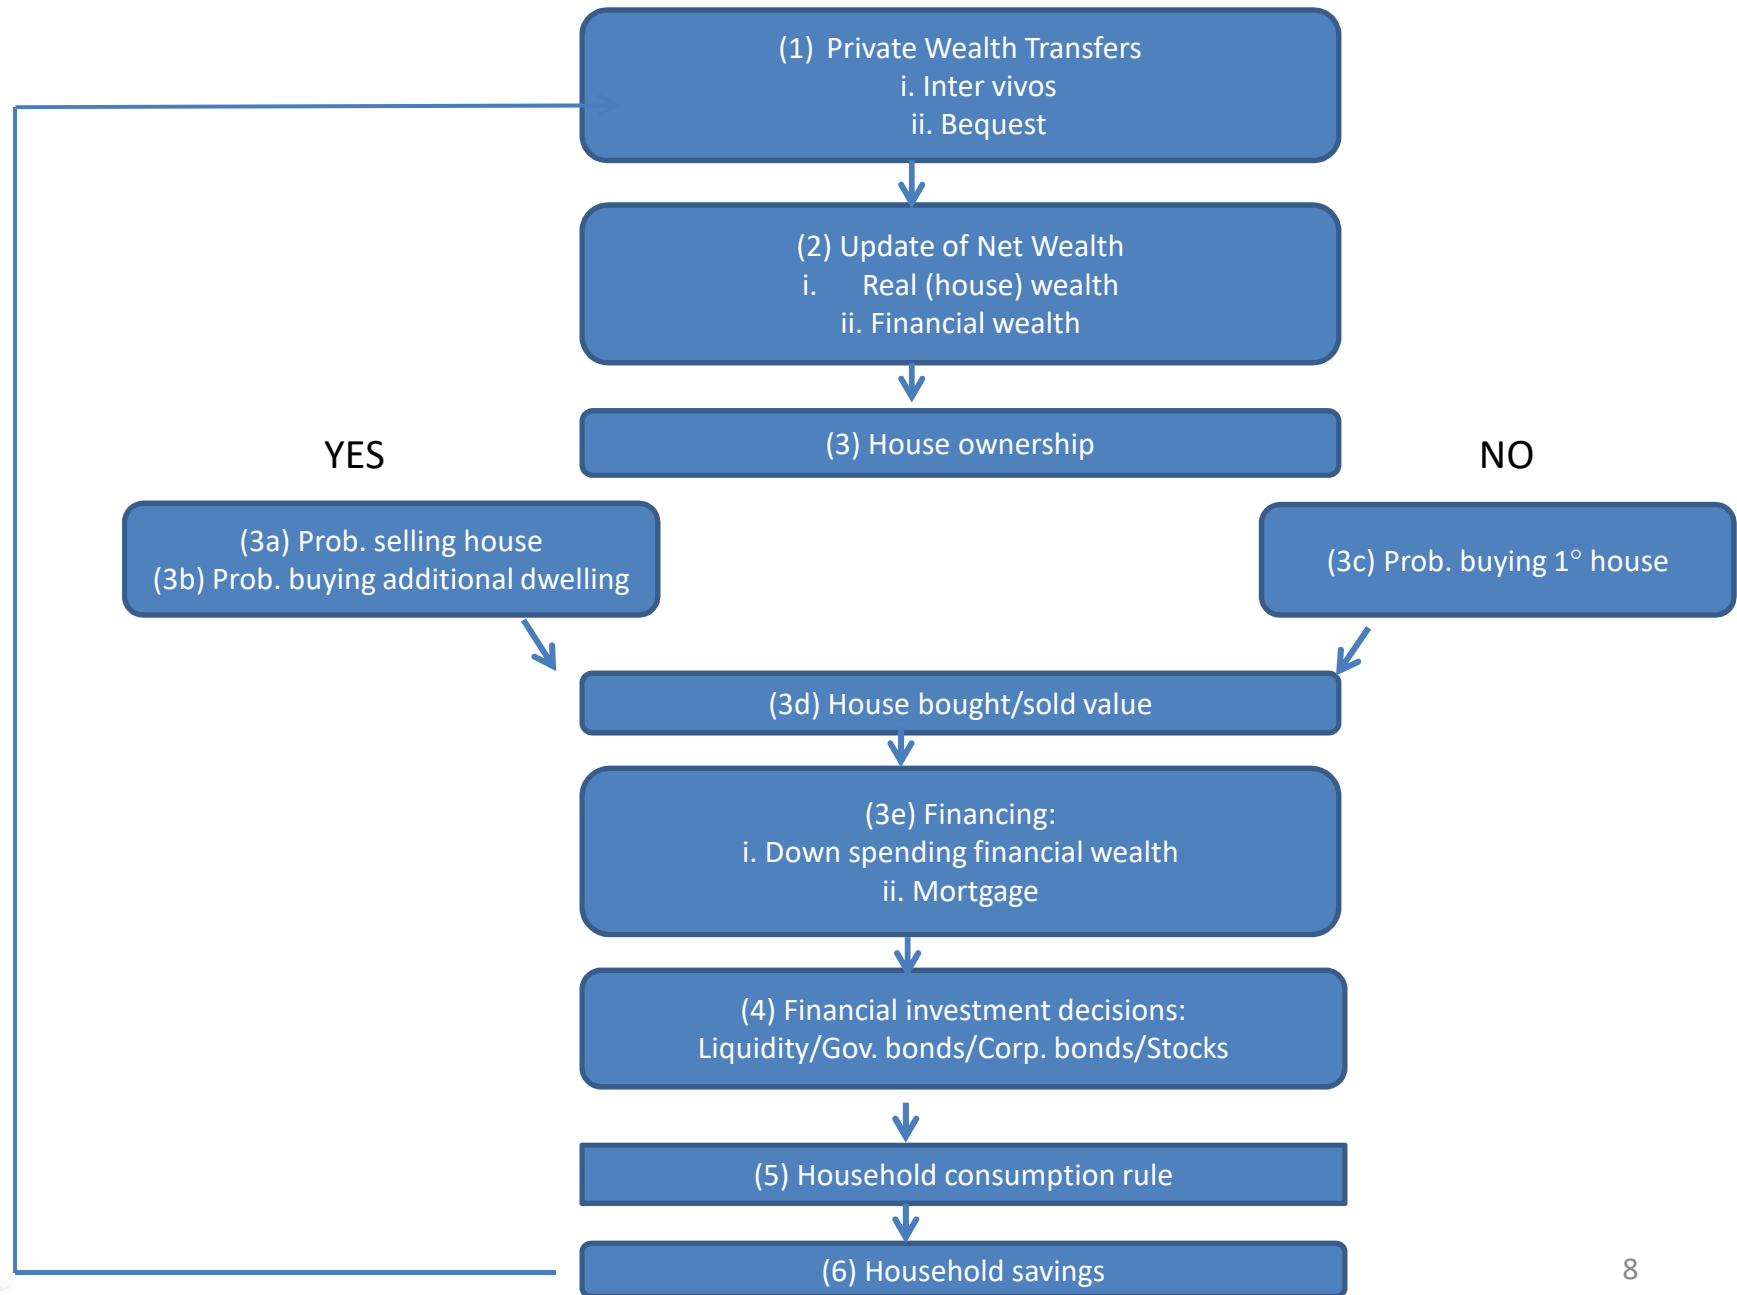 (1) Private Wealth Transfers
i. Inter vivos
ii. Bequest
(2) Update of Net Wealth
i. Real (house) wealth
ii. Financial wealth
(3) House ownership
YES
NO
(3a) Prob. selling house
(3b) Prob. buying additional dwelling
(3c) Prob. buying 1° house
(3d) House bought/sold value
(3e) Financing:
i. Down spending financial wealth
ii. Mortgage
(4) Financial investment decisions:
Liquidity/Gov. bonds/Corp. bonds/Stocks
(5) Household consumption rule
(6) Household savings
8